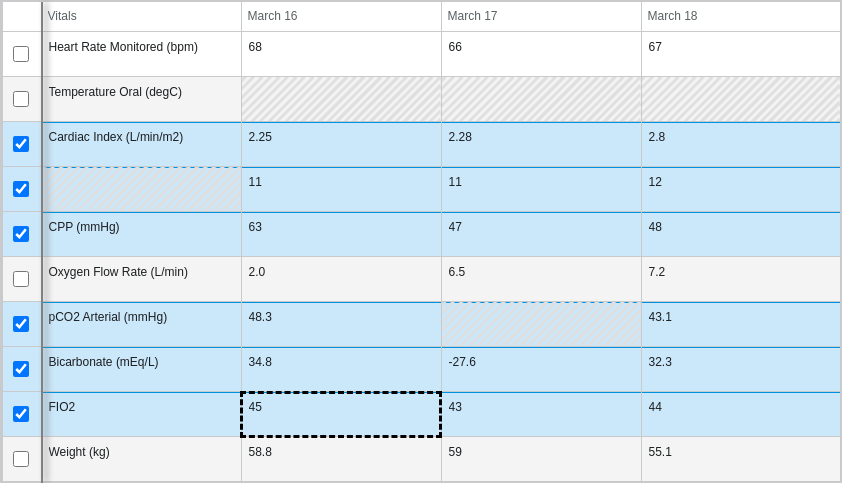 Vitals March 16 March 17 March 18
Heart Rate Monitored (bpm) 68 66 67
Temperature Oral (degC)
Cardiac Index (L/min/m2) 2.25 2.28 2.8
11 11 12
CPP (mmHg) 63 47 48
Oxygen Flow Rate (L/min) 2.0 6.5 7.2
pCO2 Arterial (mmHg) 48.3 43.1
Bicarbonate (mEq/L) 34.8 -27.6 32.3
FIO2 45 43 44
Weight (kg) 58.8 59 55.1